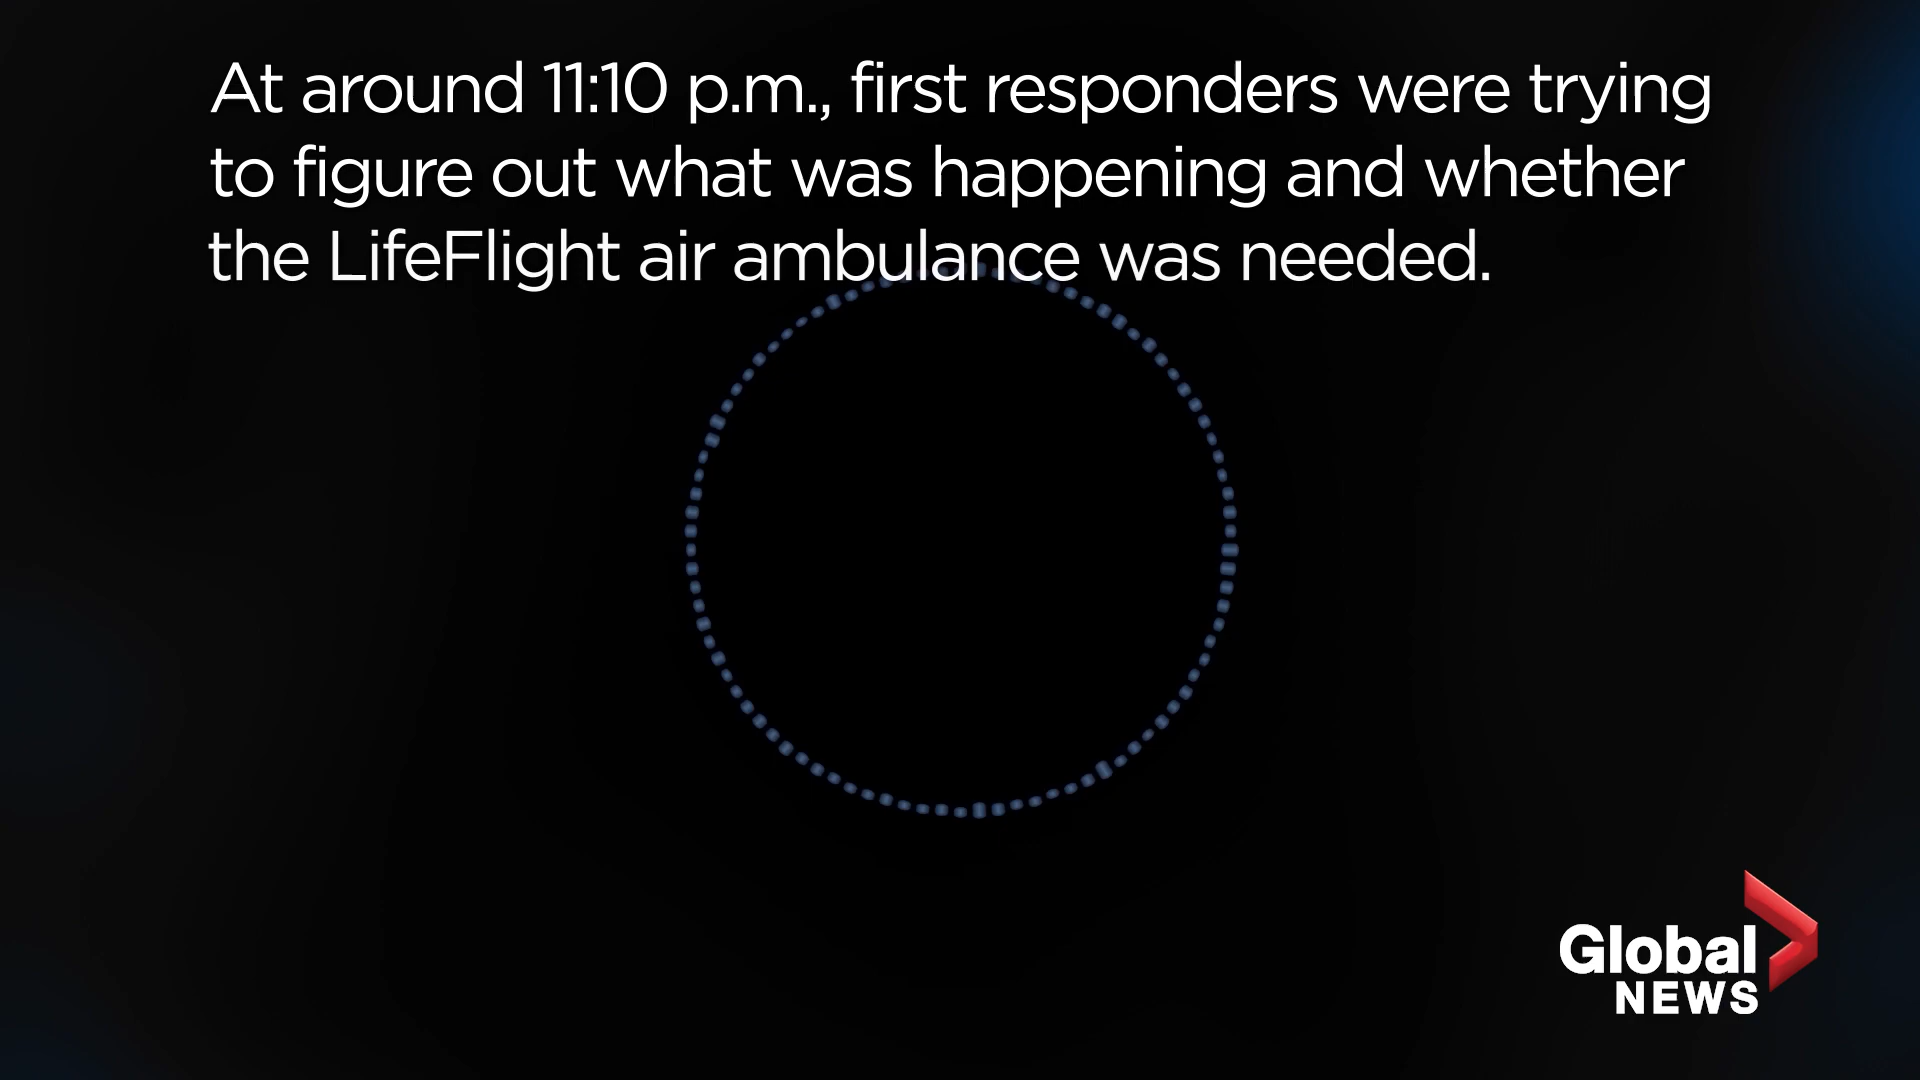 At around 11:10 p.m., first responders were trying
to figure out what was happening and whether
the LifeFlight air ambulance was needed.
Global
NEWS